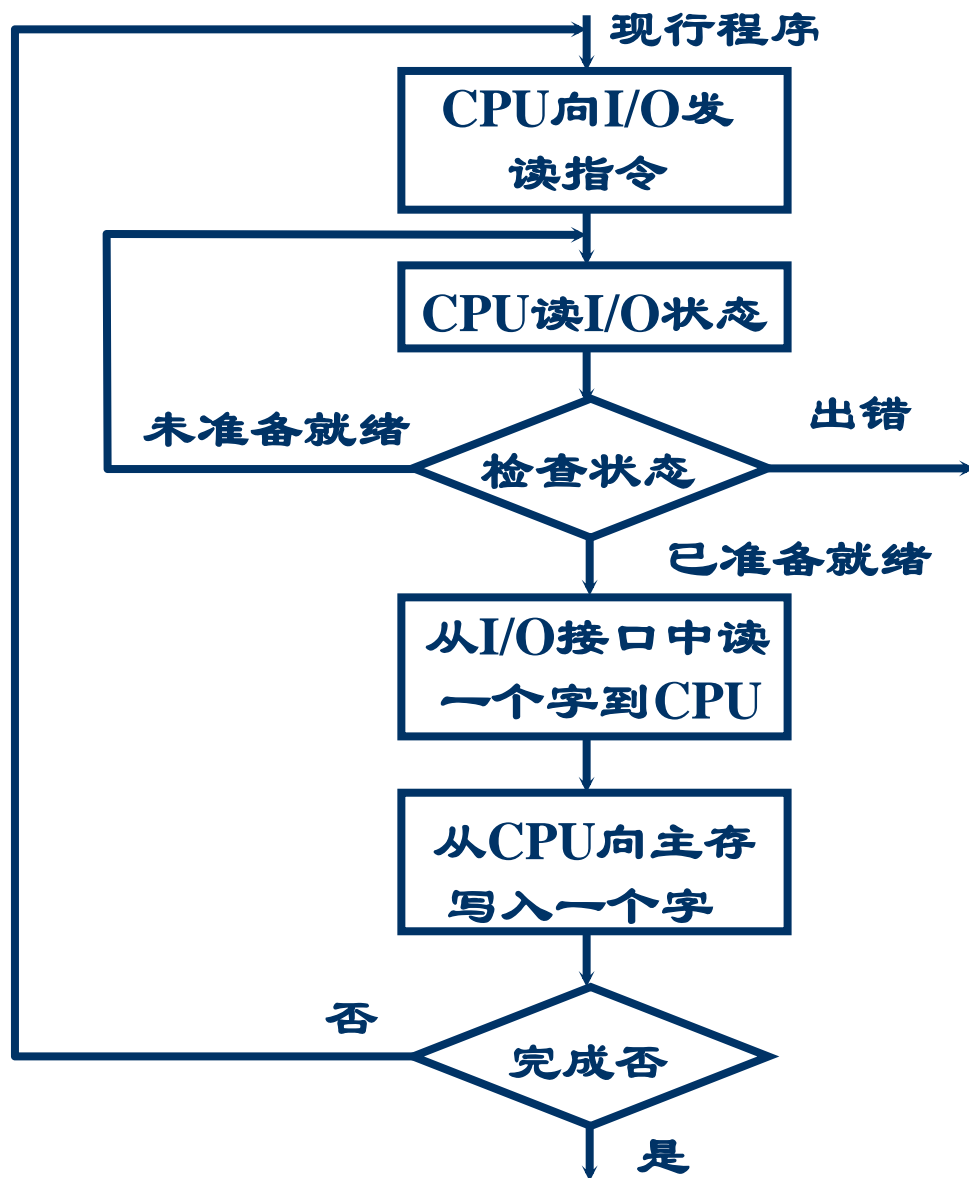 现行程序
CPU向I/O发
读指令
CPU读I/O状态
出错
未准备就绪
检查状态
已准备就绪
从I/O接口中读
一个字到CPU
从CPU向主存
写入一个字
否
完成否
是